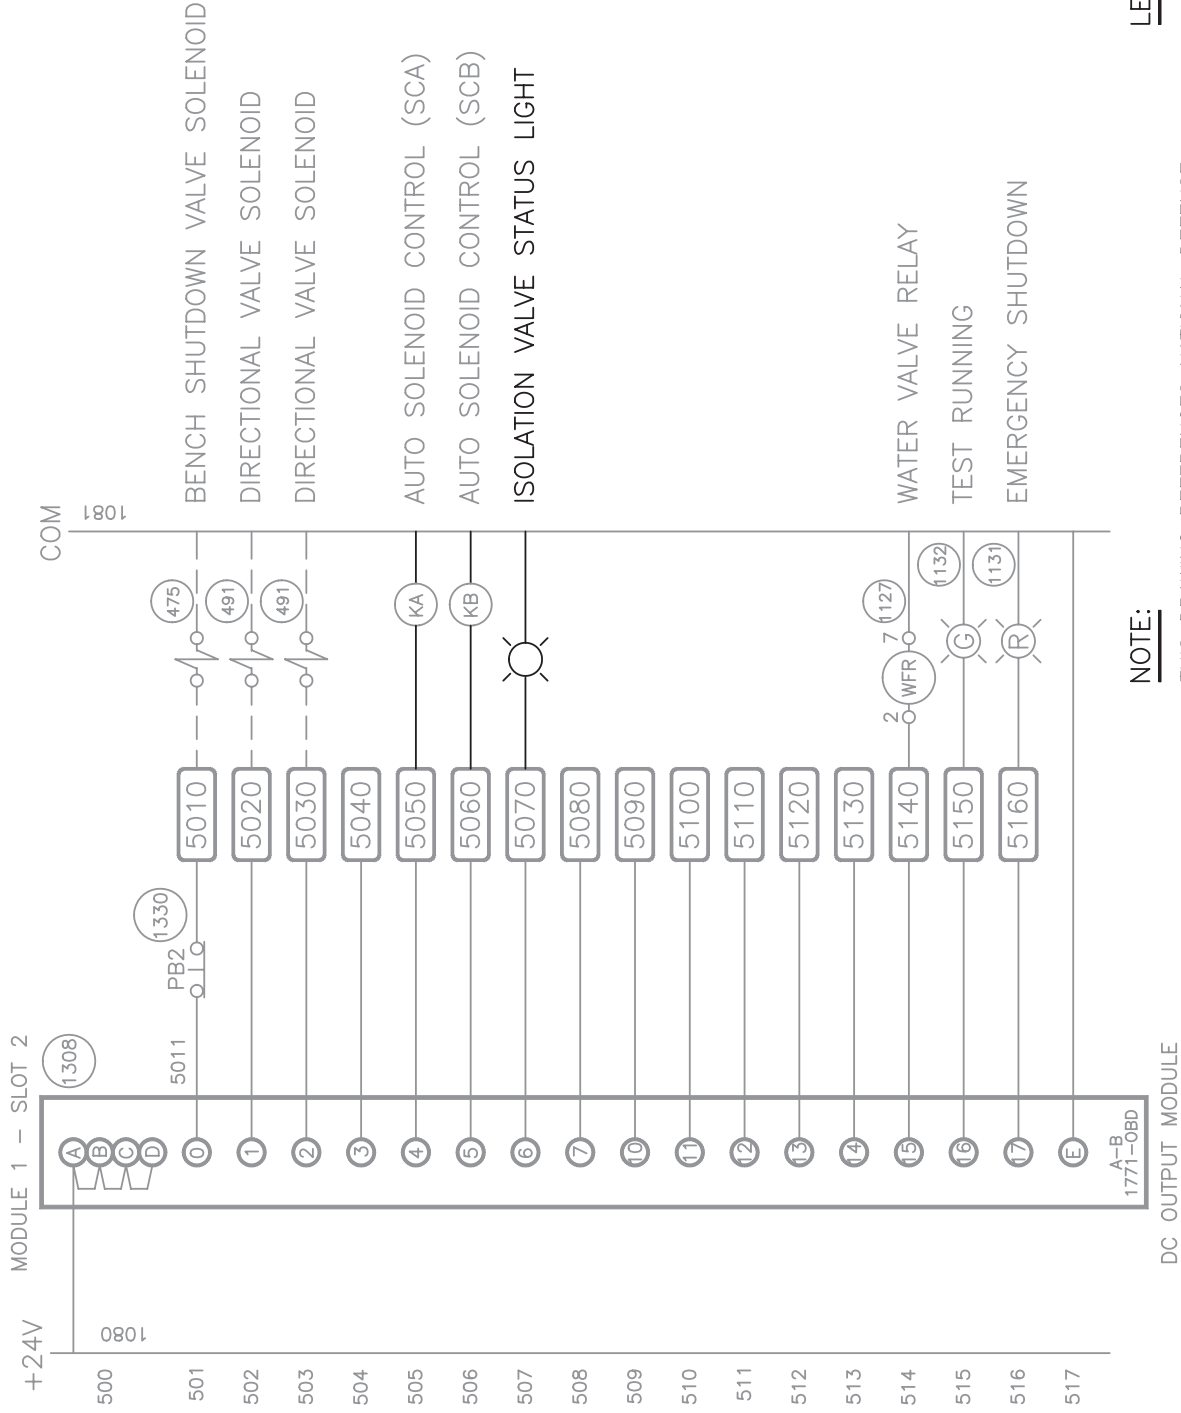 +24V
MODULE 1 - SLOT 2
COM
1080
1308
1081
500
A
B
C
D
501
0
5011
PB2
1330
5010
475
BENCH SHUTDOWN VALVE SOLENOID
502
1
5020
491
DIRECTIONAL VALVE SOLENOID
503
2
5030
491
DIRECTIONAL VALVE SOLENOID
504
3
5040
505
4
5050
KA
AUTO SOLENOID CONTROL (SCA)
506
5
5060
KB
AUTO SOLENOID CONTROL (SCB)
507
6
5070
ISOLATION VALVE STATUS LIGHT
508
7
5080
509
10
5090
510
11
5100
511
12
5110
512
13
5120
513
14
5130
514
15
5140
2
WFR
7
1127
WATER VALVE RELAY
515
16
5150
G
1132
TEST RUNNING
516
17
5160
R
1131
EMERGENCY SHUTDOWN
517
E
A-B
1771-OBD
DC OUTPUT MODULE
NOTE:
LE